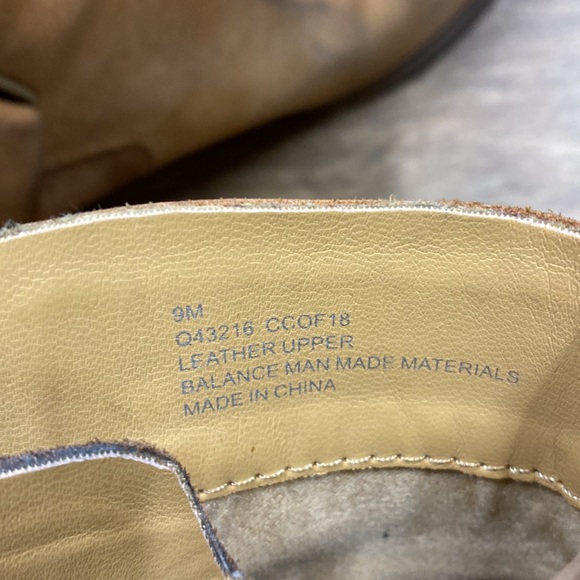 9M
Q43216 CCOF18
LEATHER UPPER
BALANCE MAN MADE MATERIALS
MADE IN CHINA